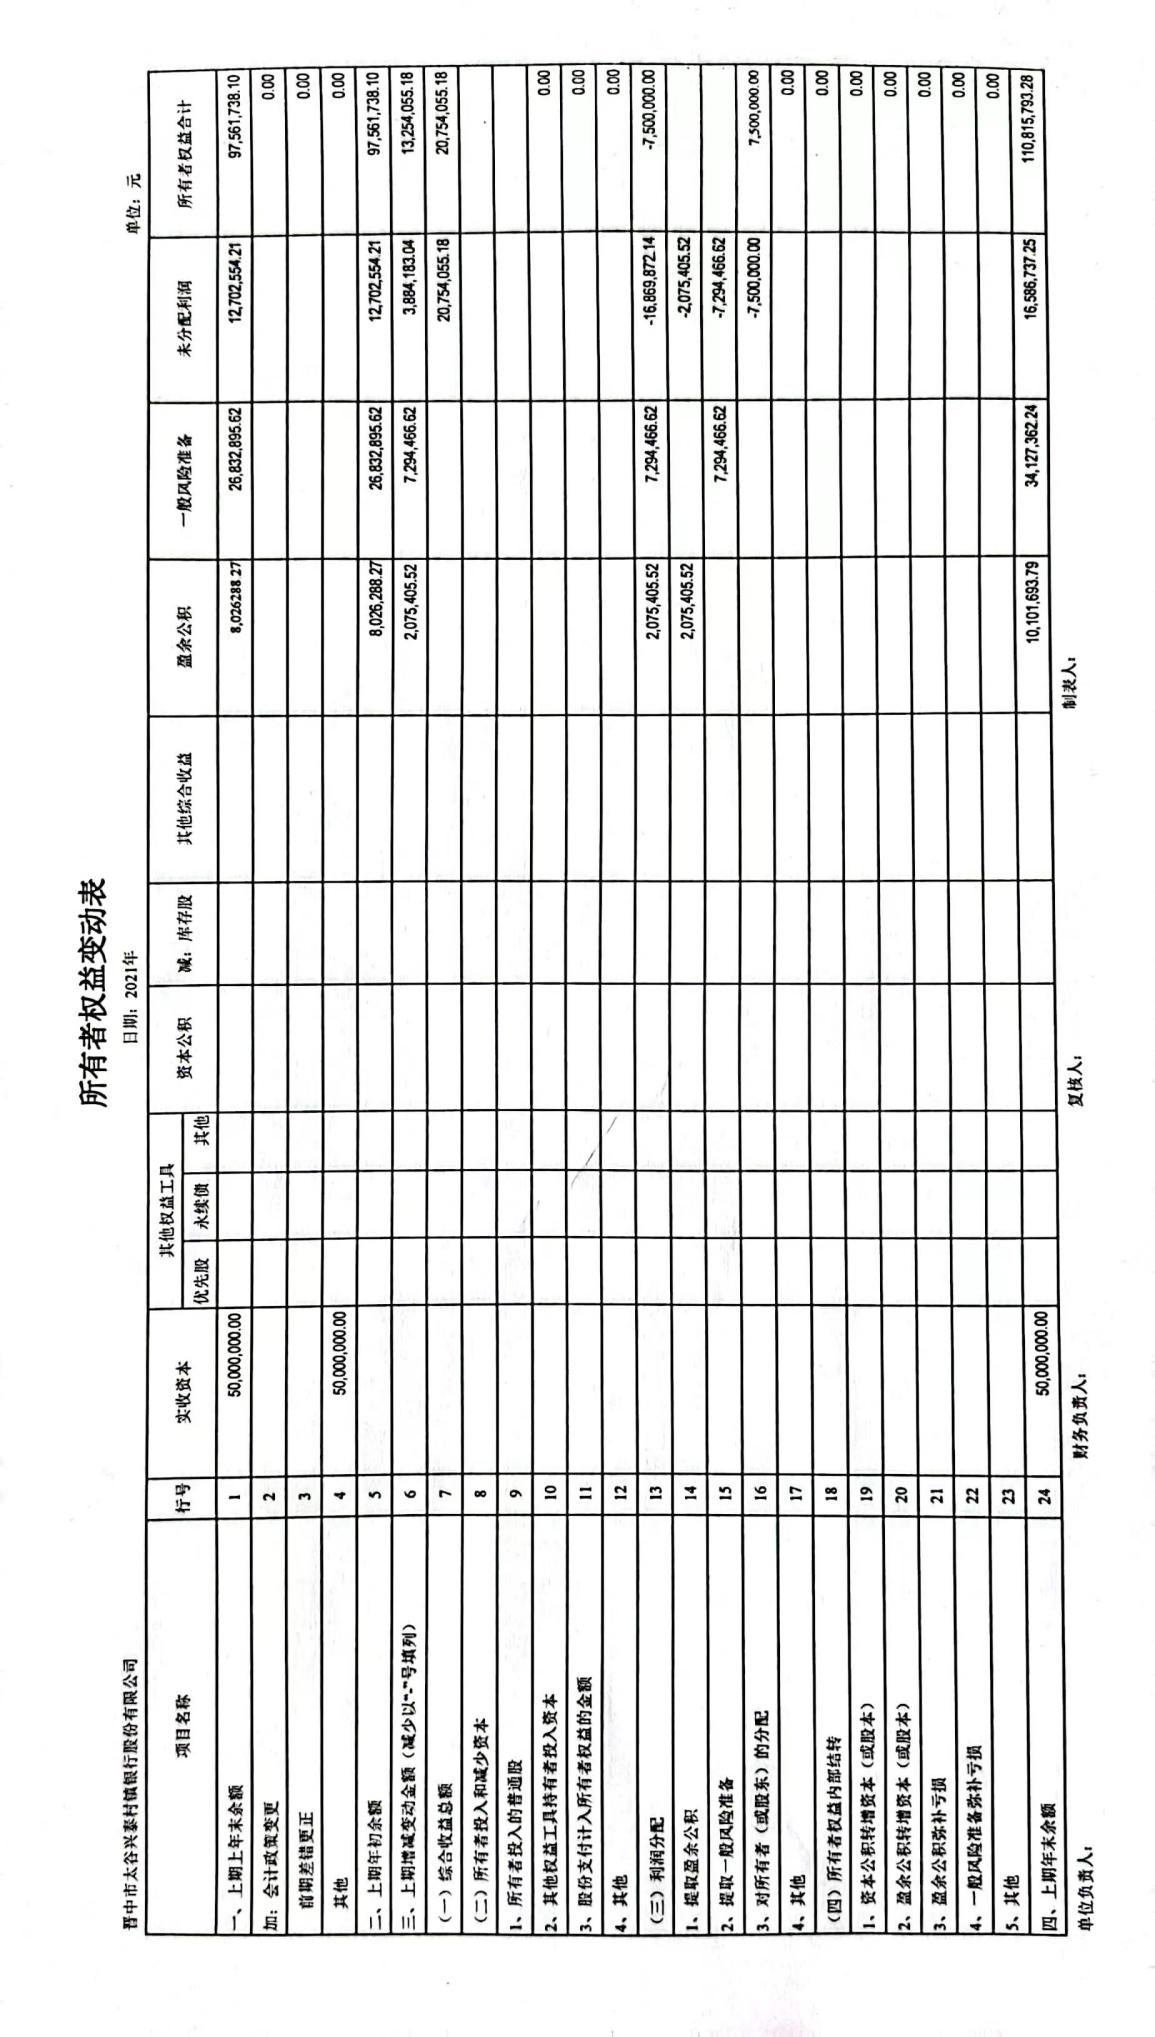 所有者权益变动表
日期：2021年
晋中市太谷兴泰村镇银行股份有限公司 单位：元
项目名称 行号 实收资本 其他权益工具 资本公积 减：库存股 其他综合收益 盈余公积 一般风险准备 未分配利润 所有者权益合计
优先股 永续债 其他
一、上期上年末余额 1 50,000,000.00 8,026288.27 26,832,895.62 12,702,554.21 97,561,738.10
加：会计政策变更 2 0.00
前期差错更正 3 0.00
其他 4 50,000,000.00 0.00
二、上期年初余额 5 8,026,288.27 26,832,895.62 12,702,554.21 97,561,738.10
三、上期增减变动金额（减少以“-”号填列） 6 2,075,405.52 7,294,466.62 3,884,183.04 13,254,055.18
（一）综合收益总额 7 20,754,055.18 20,754,055.18
（二）所有者投入和减少资本 8
1、所有者投入的普通股 9
2、其他权益工具持有者投入资本 10 0.00
3、股份支付计入所有者权益的金额 11 0.00
4、其他 12 0.00
（三）利润分配 13 2,075,405.52 7,294,466.62 -16,869,872.14 -7,500,000.00
1、提取盈余公积 14 2,075,405.52 -2,075,405.52
2、提取一般风险准备 15 7,294,466.62 -7,294,466.62
3、对所有者（或股东）的分配 16 -7,500,000.00 7,500,000.00
4、其他 17 0.00
（四）所有者权益内部结转 18 0.00
1、资本公积转增资本（或股本） 19 0.00
2、盈余公积转增资本（或股本） 20 0.00
3、盈余公积弥补亏损 21 0.00
4、一般风险准备弥补亏损 22 0.00
5、其他 23 0.00
四、上期年末余额 24 50,000,000.00 10,101,693.79 34,127,362.24 16,586,737.25 110,815,793.28
单位负责人： 财务负责人： 复核人： 制表人：